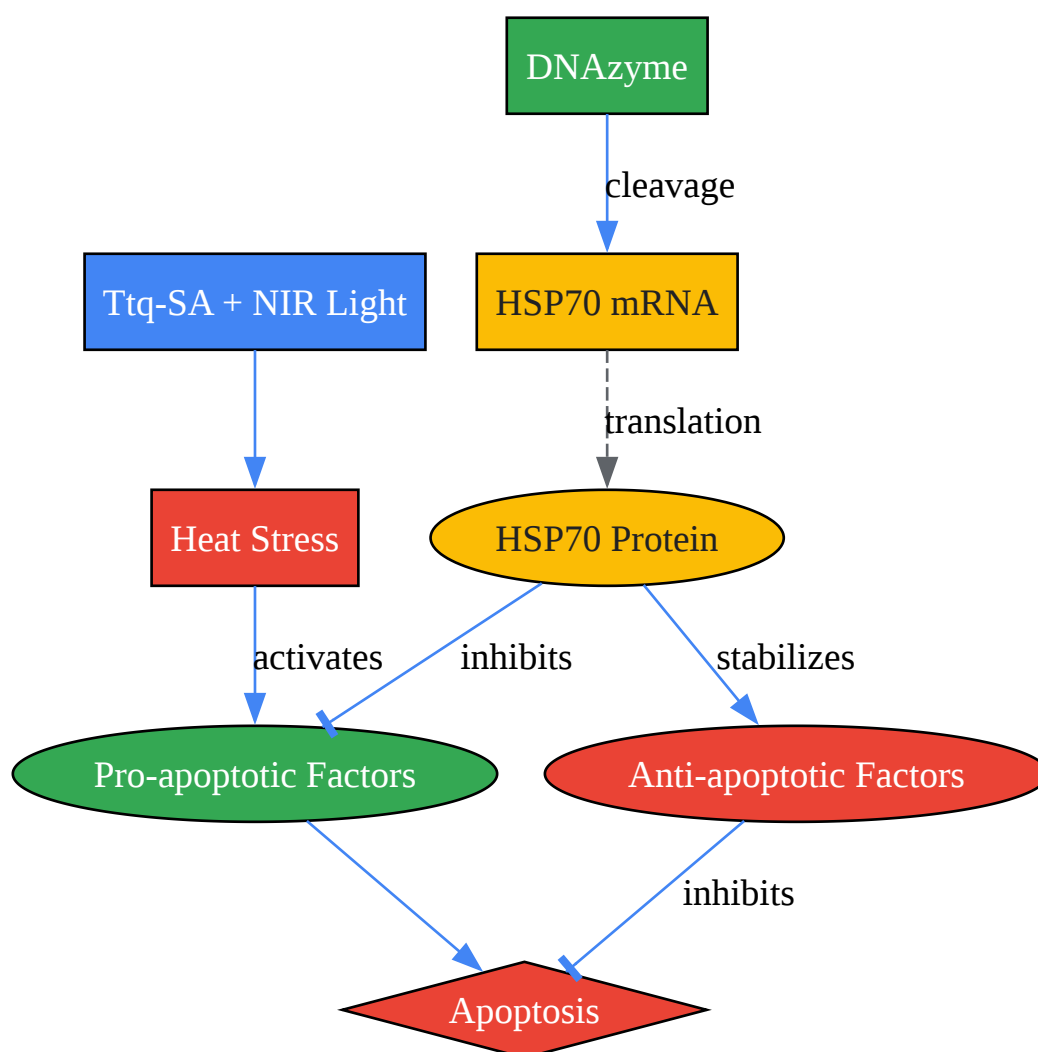 DNAzyme
cleavage
Ttq-SA + NIR Light
HSP70 mRNA
translation
Heat Stress
HSP70 Protein
activates
inhibits
stabilizes
Pro-apoptotic Factors
Anti-apoptotic Factors
inhibits
Apoptosis